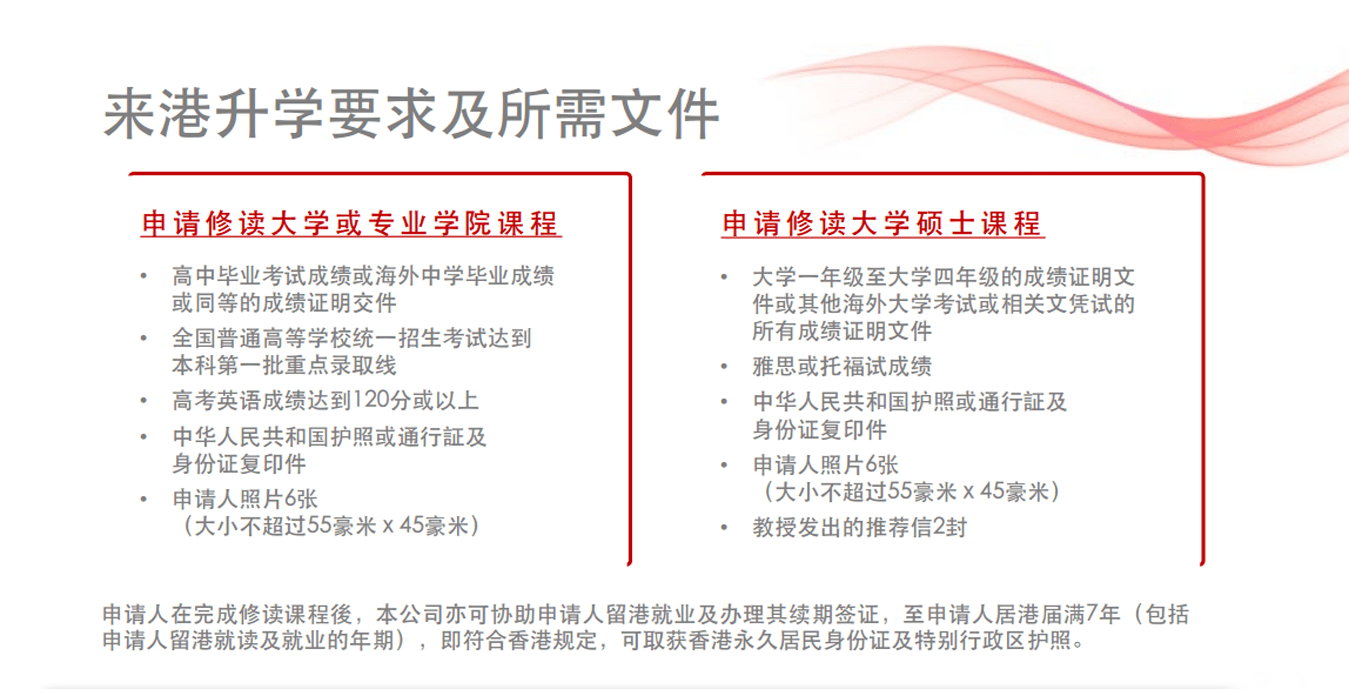 来港升学要求及所需文件
申请修读大学或专业学院课程
• 高中毕业考试成绩或海外中学毕业成绩
或同等的成绩证明交件
• 全国普通高等学校统一招生考试达到
本科第一批重点录取线
• 高考英语成绩达到120分或以上
• 中华人民共和国护照或通行証及
身份证复印件
• 申请人照片6张
（大小不超过55豪米 x 45豪米）
申请修读大学硕士课程
• 大学一年级至大学四年级的成绩证明文
件或其他海外大学考试或相关文凭试的
所有成绩证明文件
• 雅思或托福试成绩
• 中华人民共和国护照或通行証及
身份证复印件
• 申请人照片6张
（大小不超过55豪米 x 45豪米）
• 教授发出的推荐信2封
申请人在完成修读课程後，本公司亦可协助申请人留港就业及办理其续期签证，至申请人居港届满7年（包括
申请人留港就读及就业的年期），即符合香港规定，可取获香港永久居民身份证及特别行政区护照。